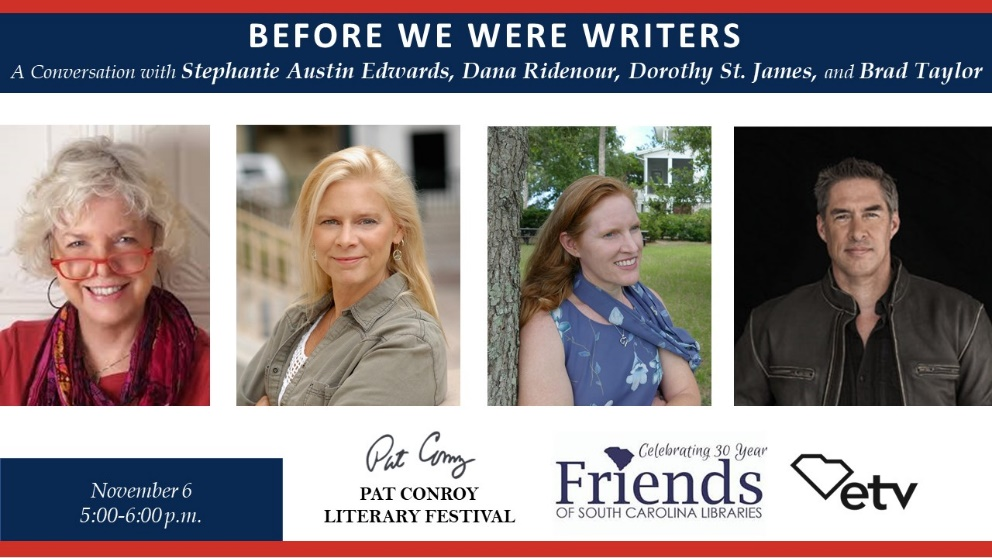 BEFORE WE WERE WRITERS
A Conversation with Stephanie Austin Edwards, Dana Ridenour, Dorothy St. James, and Brad Taylor
November 6
5:00-6:00 p.m.
Pat Conroy
PAT CONROY
LITERARY FESTIVAL
Celebrating 30 Year
Friends
OF SOUTH CAROLINA LIBRARIES
etv